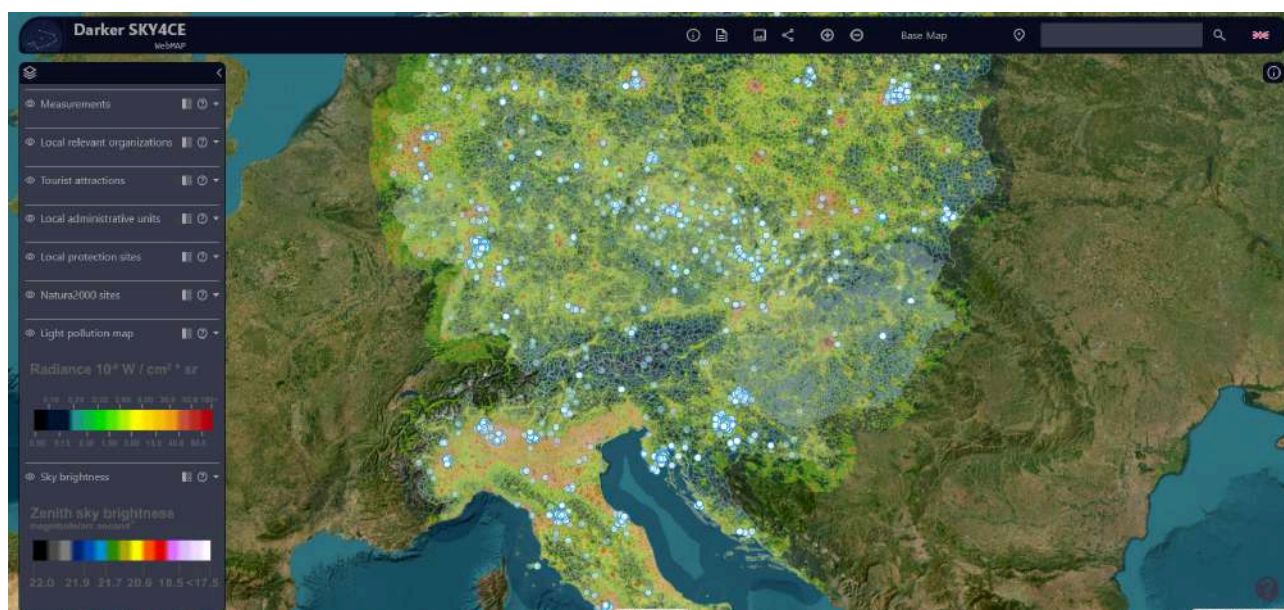 Darker SKY4CE
WebMAP
Base Map
Measurements
Local relevant organizations
Tourist attractions
Local administrative units
Local protection sites
Natura2000 sites
Light pollution map
Radiance 10⁻⁹ W / cm² * sr
Sky brightness
Zenith sky brightness
22.0 21.9 21.7 20.6 18.5 <17.5